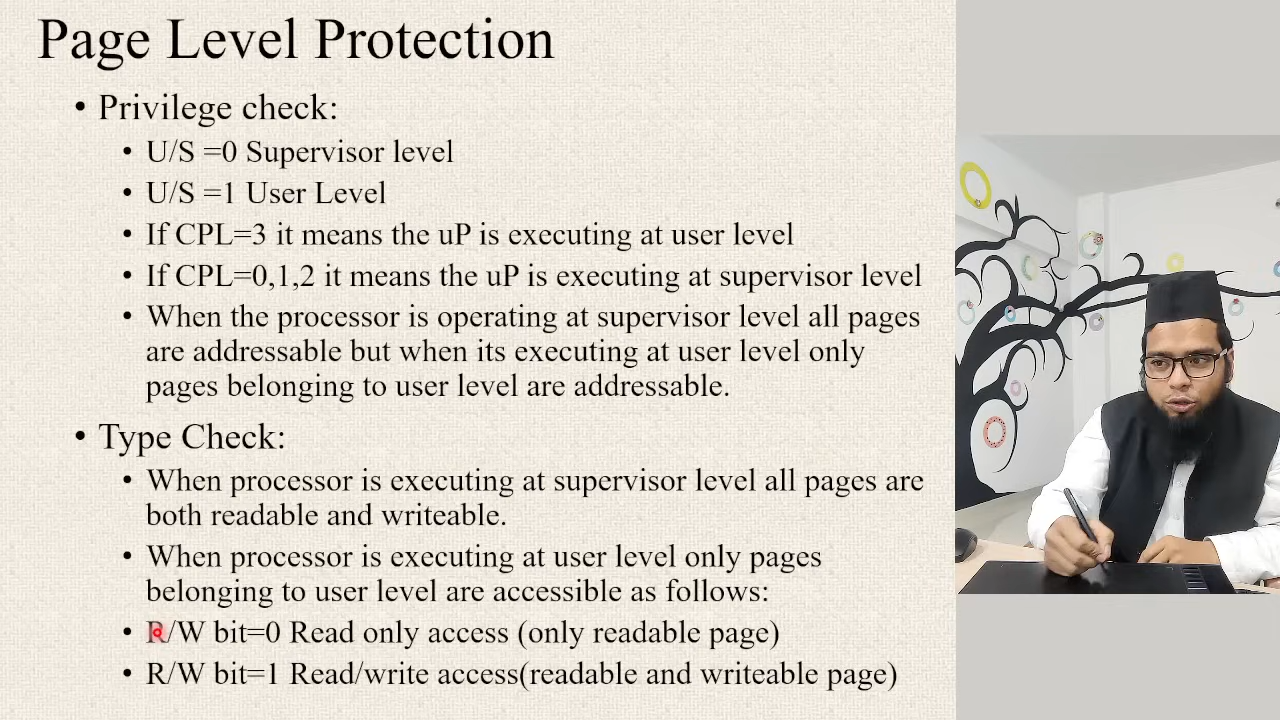 Page Level Protection
• Privilege check:
• U/S =0 Supervisor level
• U/S =1 User Level
• If CPL=3 it means the uP is executing at user level
• If CPL=0,1,2 it means the uP is executing at supervisor level
• When the processor is operating at supervisor level all pages
are addressable but when its executing at user level only
pages belonging to user level are addressable.
• Type Check:
• When processor is executing at supervisor level all pages are
both readable and writeable.
• When processor is executing at user level only pages
belonging to user level are accessible as follows:
• R/W bit=0 Read only access (only readable page)
• R/W bit=1 Read/write access(readable and writeable page)